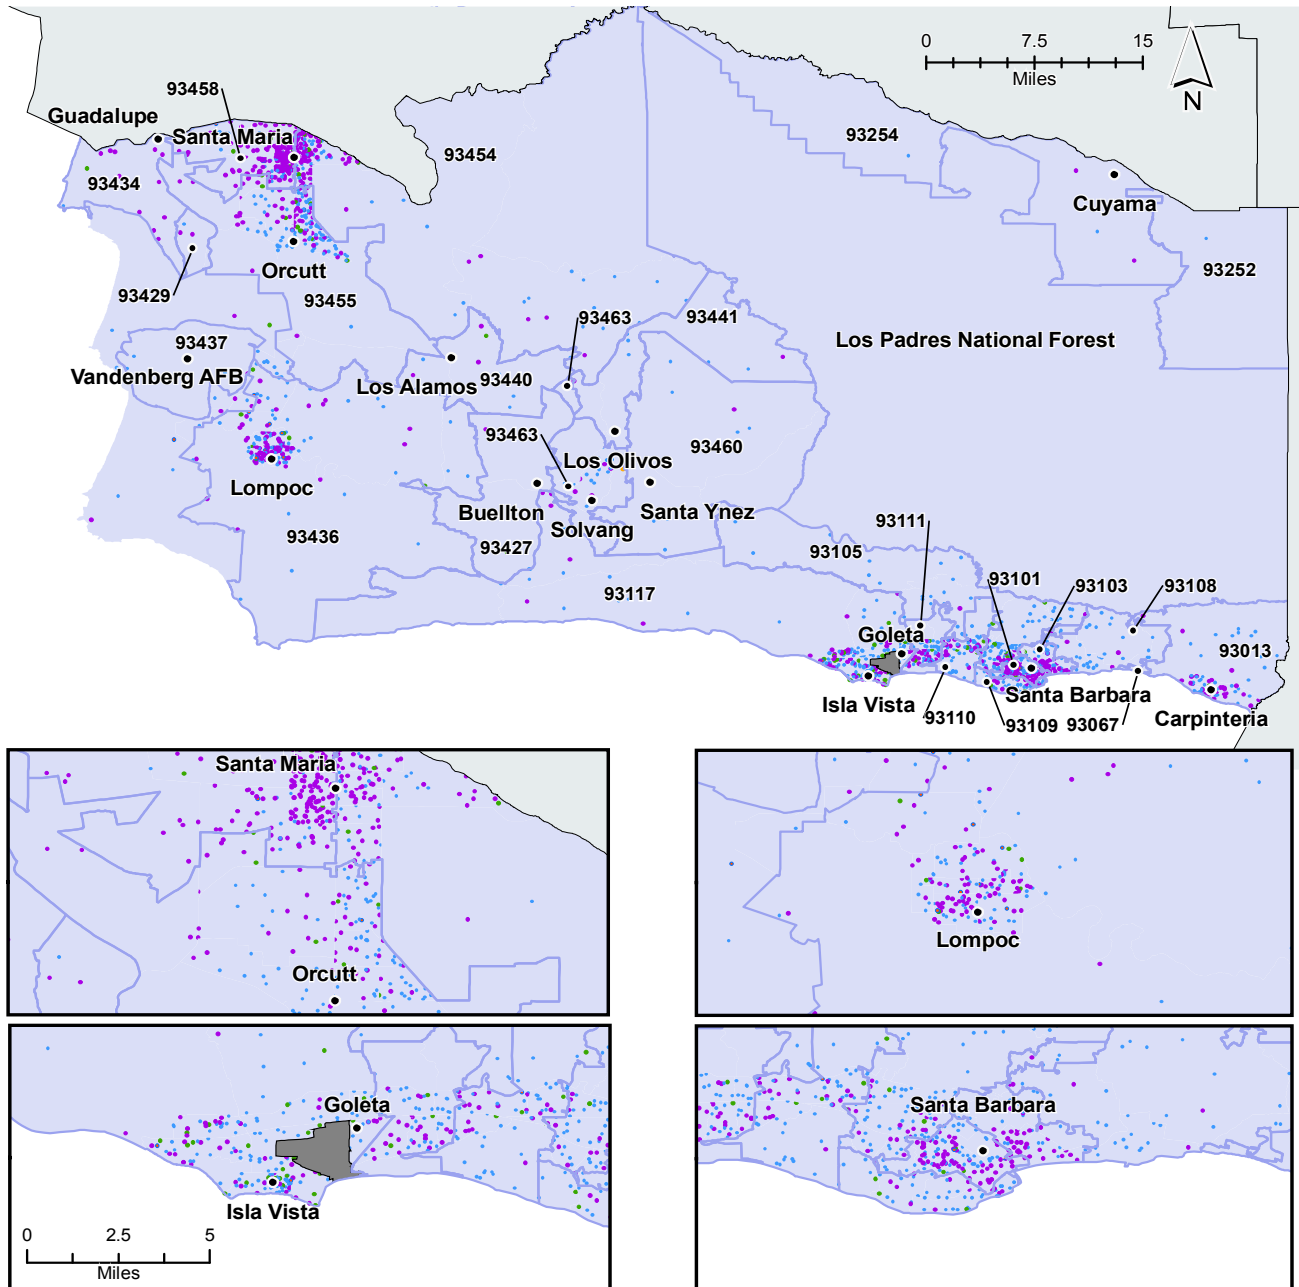 0 7.5 15
Miles
N
93458
Guadalupe
Santa Maria
93454
93254
93434
Cuyama
Orcutt
93252
93429
93455
93463
93441
93437
Los Padres National Forest
Vandenberg AFB
Los Alamos
93440
93463
Los Olivos
93460
Lompoc
Buellton
Santa Ynez
Solvang
93436
93427
93111
93105
93101
93103
93108
93117
Goleta
93013
Isla Vista
Santa Barbara
93110
93109
93067
Carpinteria
Santa Maria
Orcutt
Lompoc
Goleta
Isla Vista
0 2.5 5
Miles
Santa Barbara